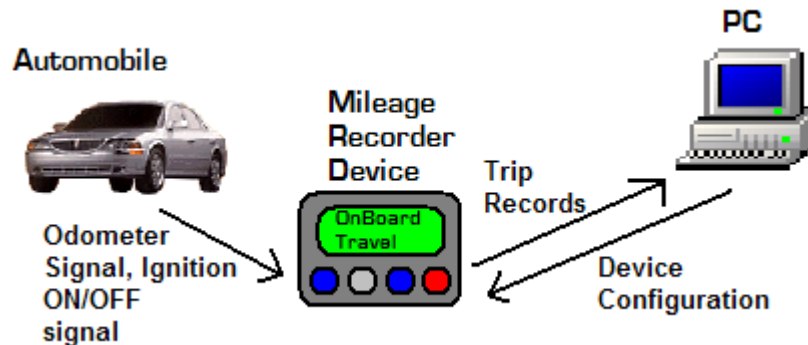 Automobile
Odometer
Signal, Ignition
ON/OFF
signal
Mileage
Recorder
Device
OnBoard
Travel
Trip
Records
PC
Device
Configuration